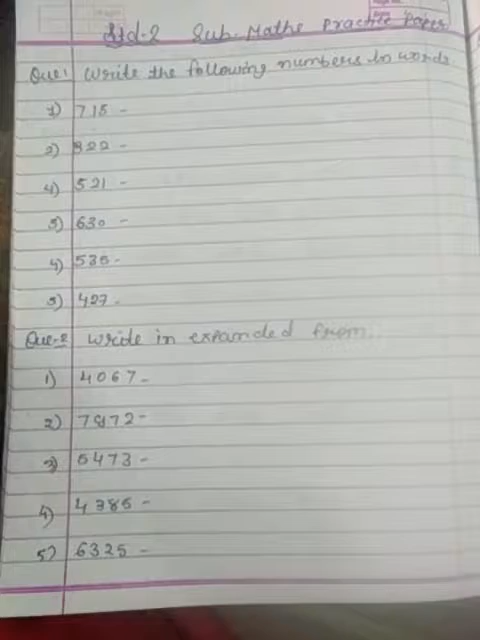 Std-2 Sub-Maths Practice Paper
Que:1 Write the following numbers in words
1) 715 -
2) 822 -
4) 521 -
3) 630 -
4) 535 -
5) 427 -
Que-2 Write in expanded from.
1) 4067 -
2) 7872 -
3) 5473 -
4) 4385 -
5) 6325 -